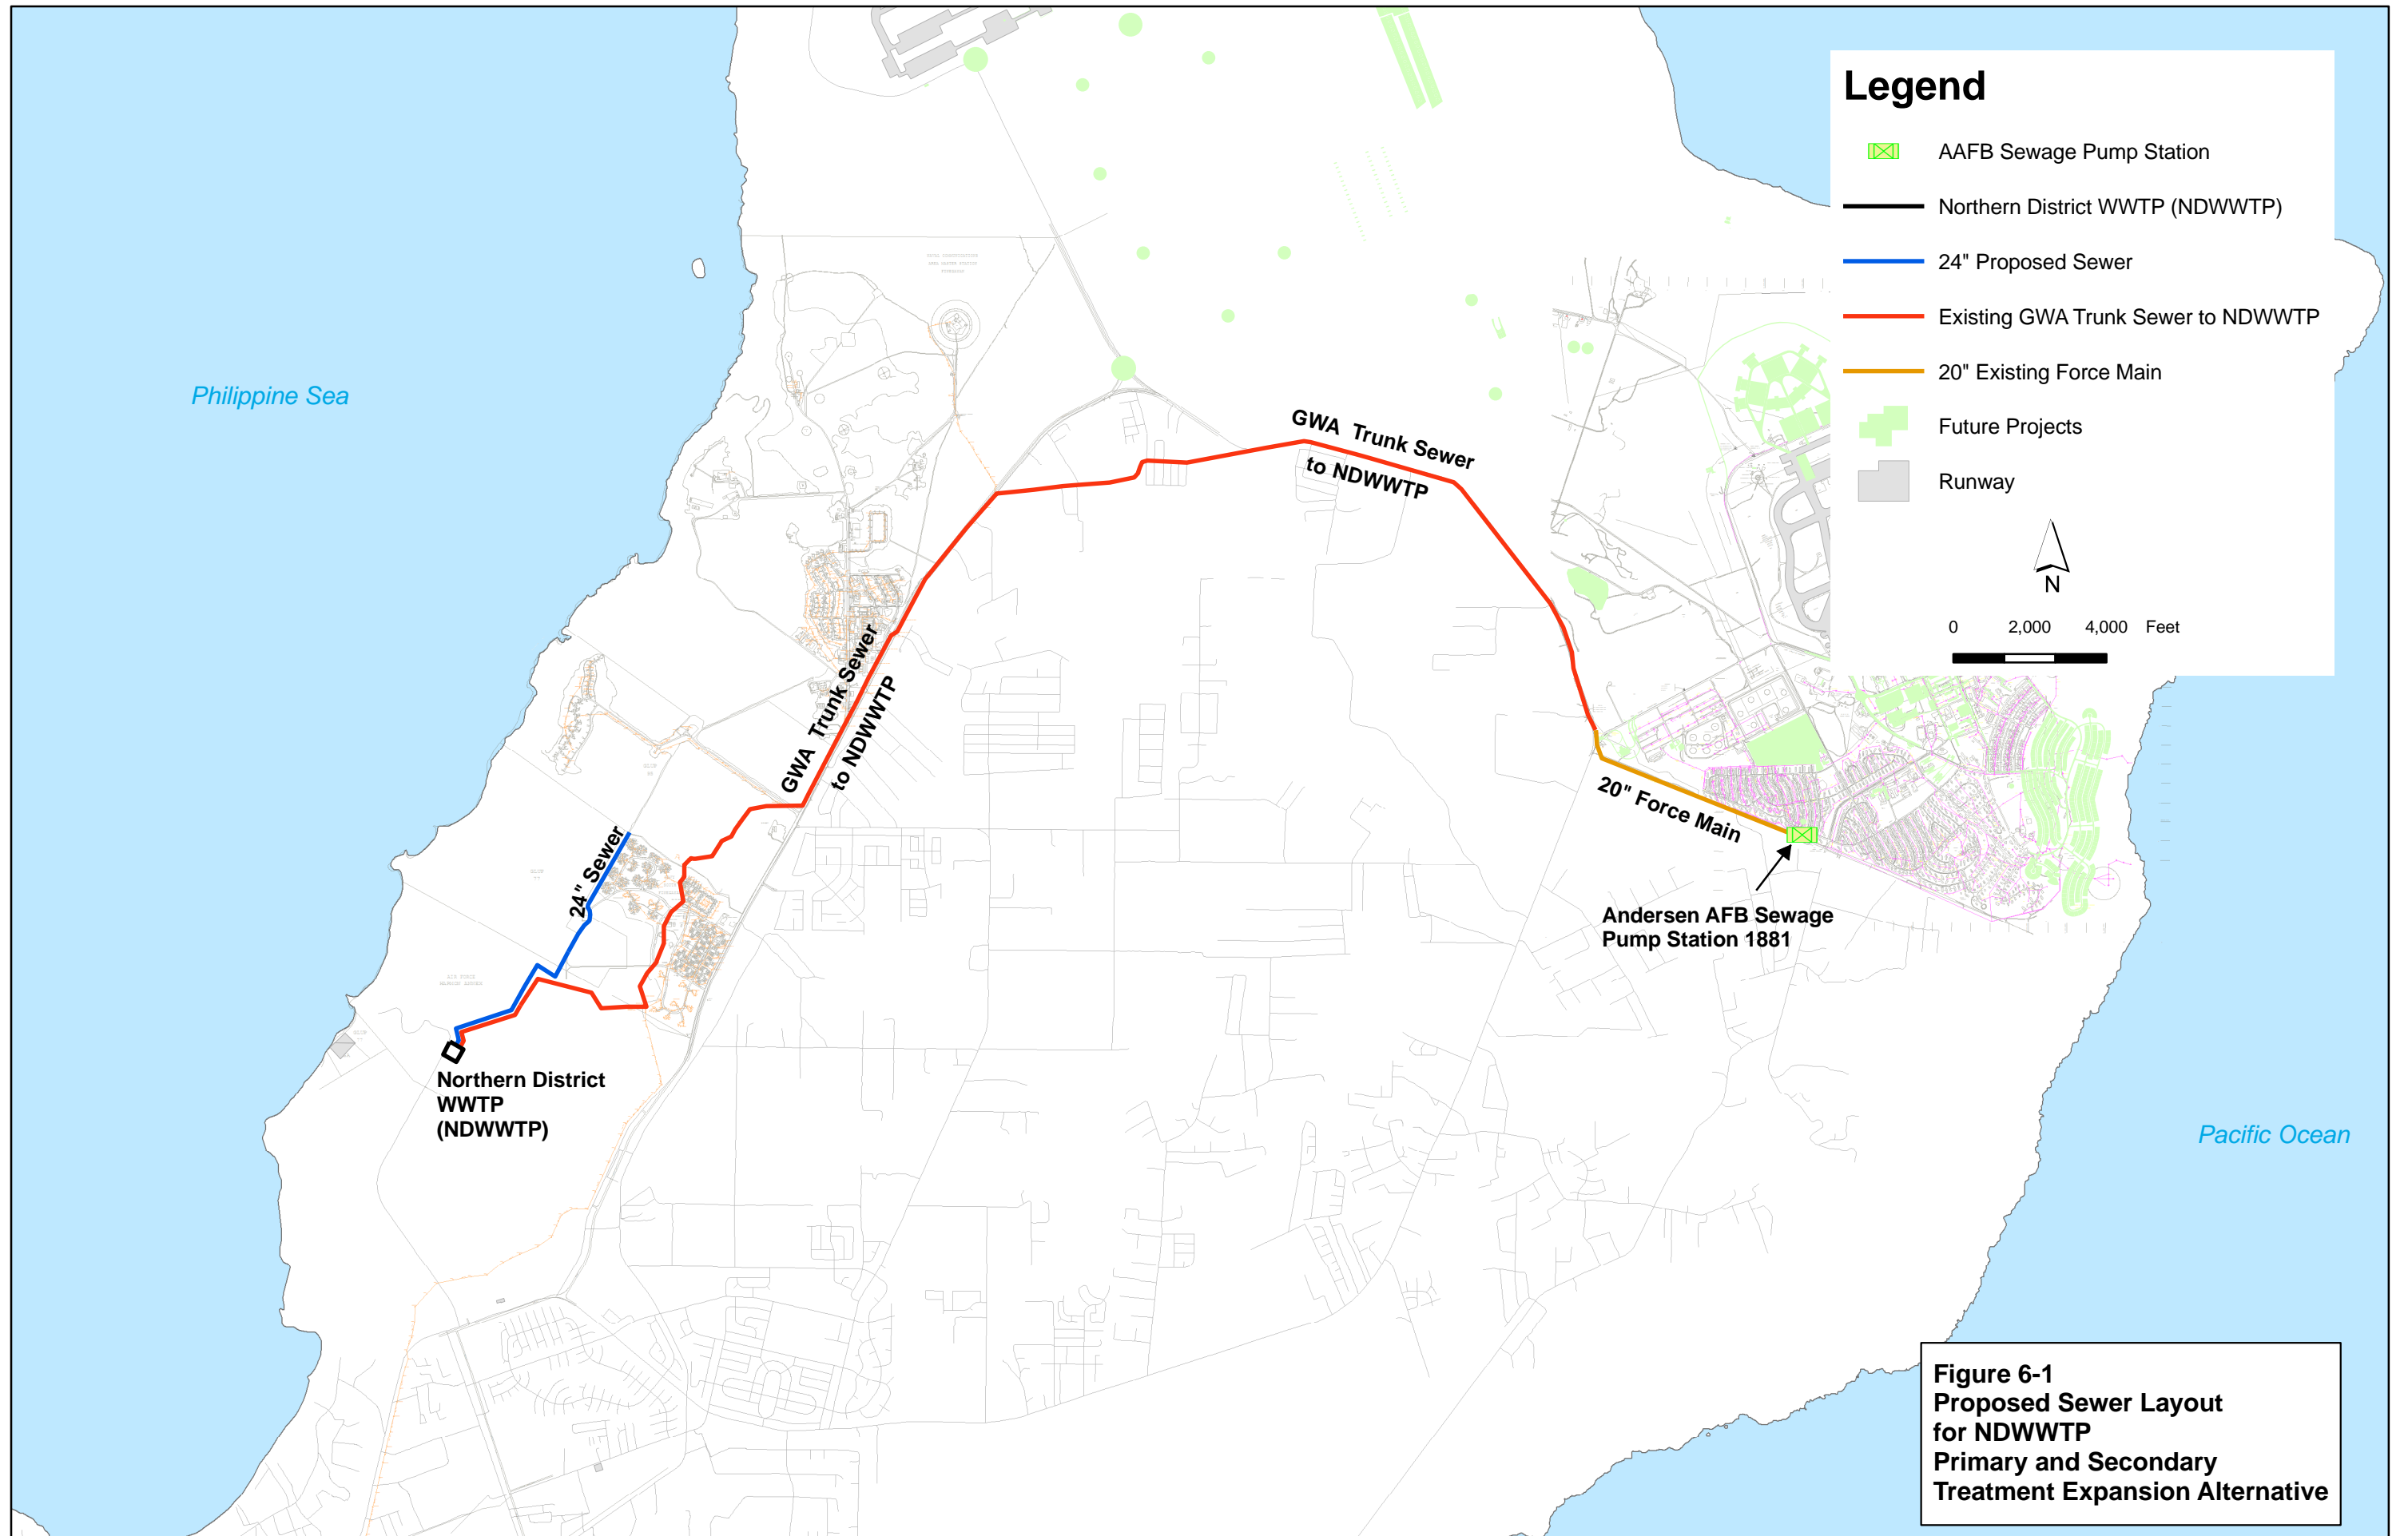 Legend
AAFB Sewage Pump Station
Northern District WWTP (NDWWTP)
24" Proposed Sewer
Existing GWA Trunk Sewer to NDWWTP
20" Existing Force Main
Future Projects
Runway
N
0 2,000 4,000 Feet
Philippine Sea
GWA Trunk Sewer
to NDWWTP
GWA Trunk Sewer
to NDWWTP
20" Force Main
24" Sewer
Andersen AFB Sewage
Pump Station 1881
Northern District
WWTP
(NDWWTP)
Pacific Ocean
Figure 6-1
Proposed Sewer Layout
for NDWWTP
Primary and Secondary
Treatment Expansion Alternative